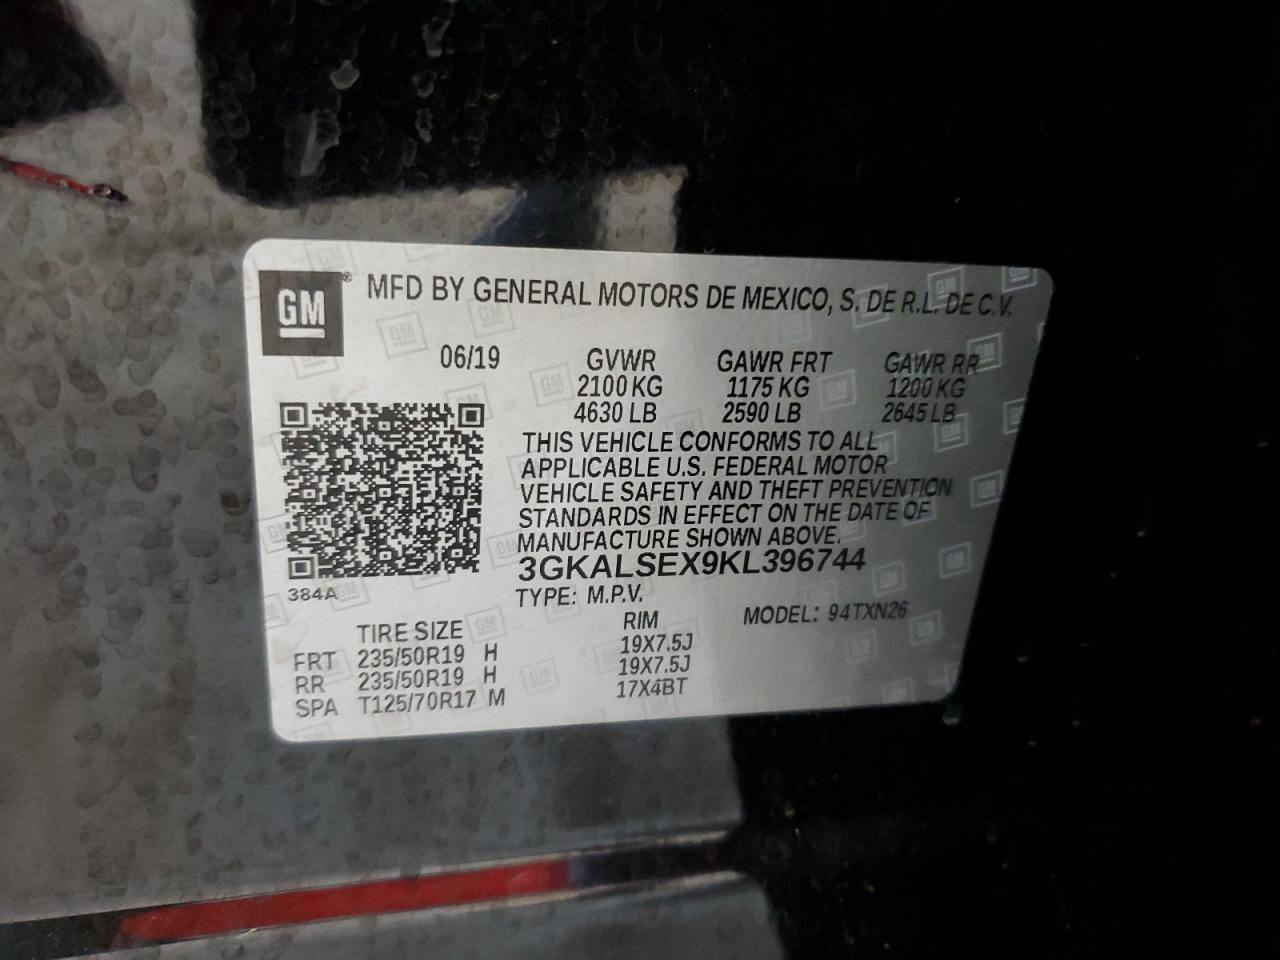 GM ® MFD BY GENERAL MOTORS DE MEXICO, S. DE R.L. DE C.V.
06/19 GVWR GAWR FRT GAWR RR
2100 KG 1175 KG 1200 KG
4630 LB 2590 LB 2645 LB
THIS VEHICLE CONFORMS TO ALL
APPLICABLE U.S. FEDERAL MOTOR
VEHICLE SAFETY AND THEFT PREVENTION
STANDARDS IN EFFECT ON THE DATE OF
MANUFACTURE SHOWN ABOVE.
3GKALSEX9KL396744
384A
TYPE: M.P.V. MODEL: 94TXN26
TIRE SIZE RIM
FRT 235/50R19 H 19X7.5J
RR 235/50R19 H 19X7.5J
SPA T125/70R17 M 17X4BT